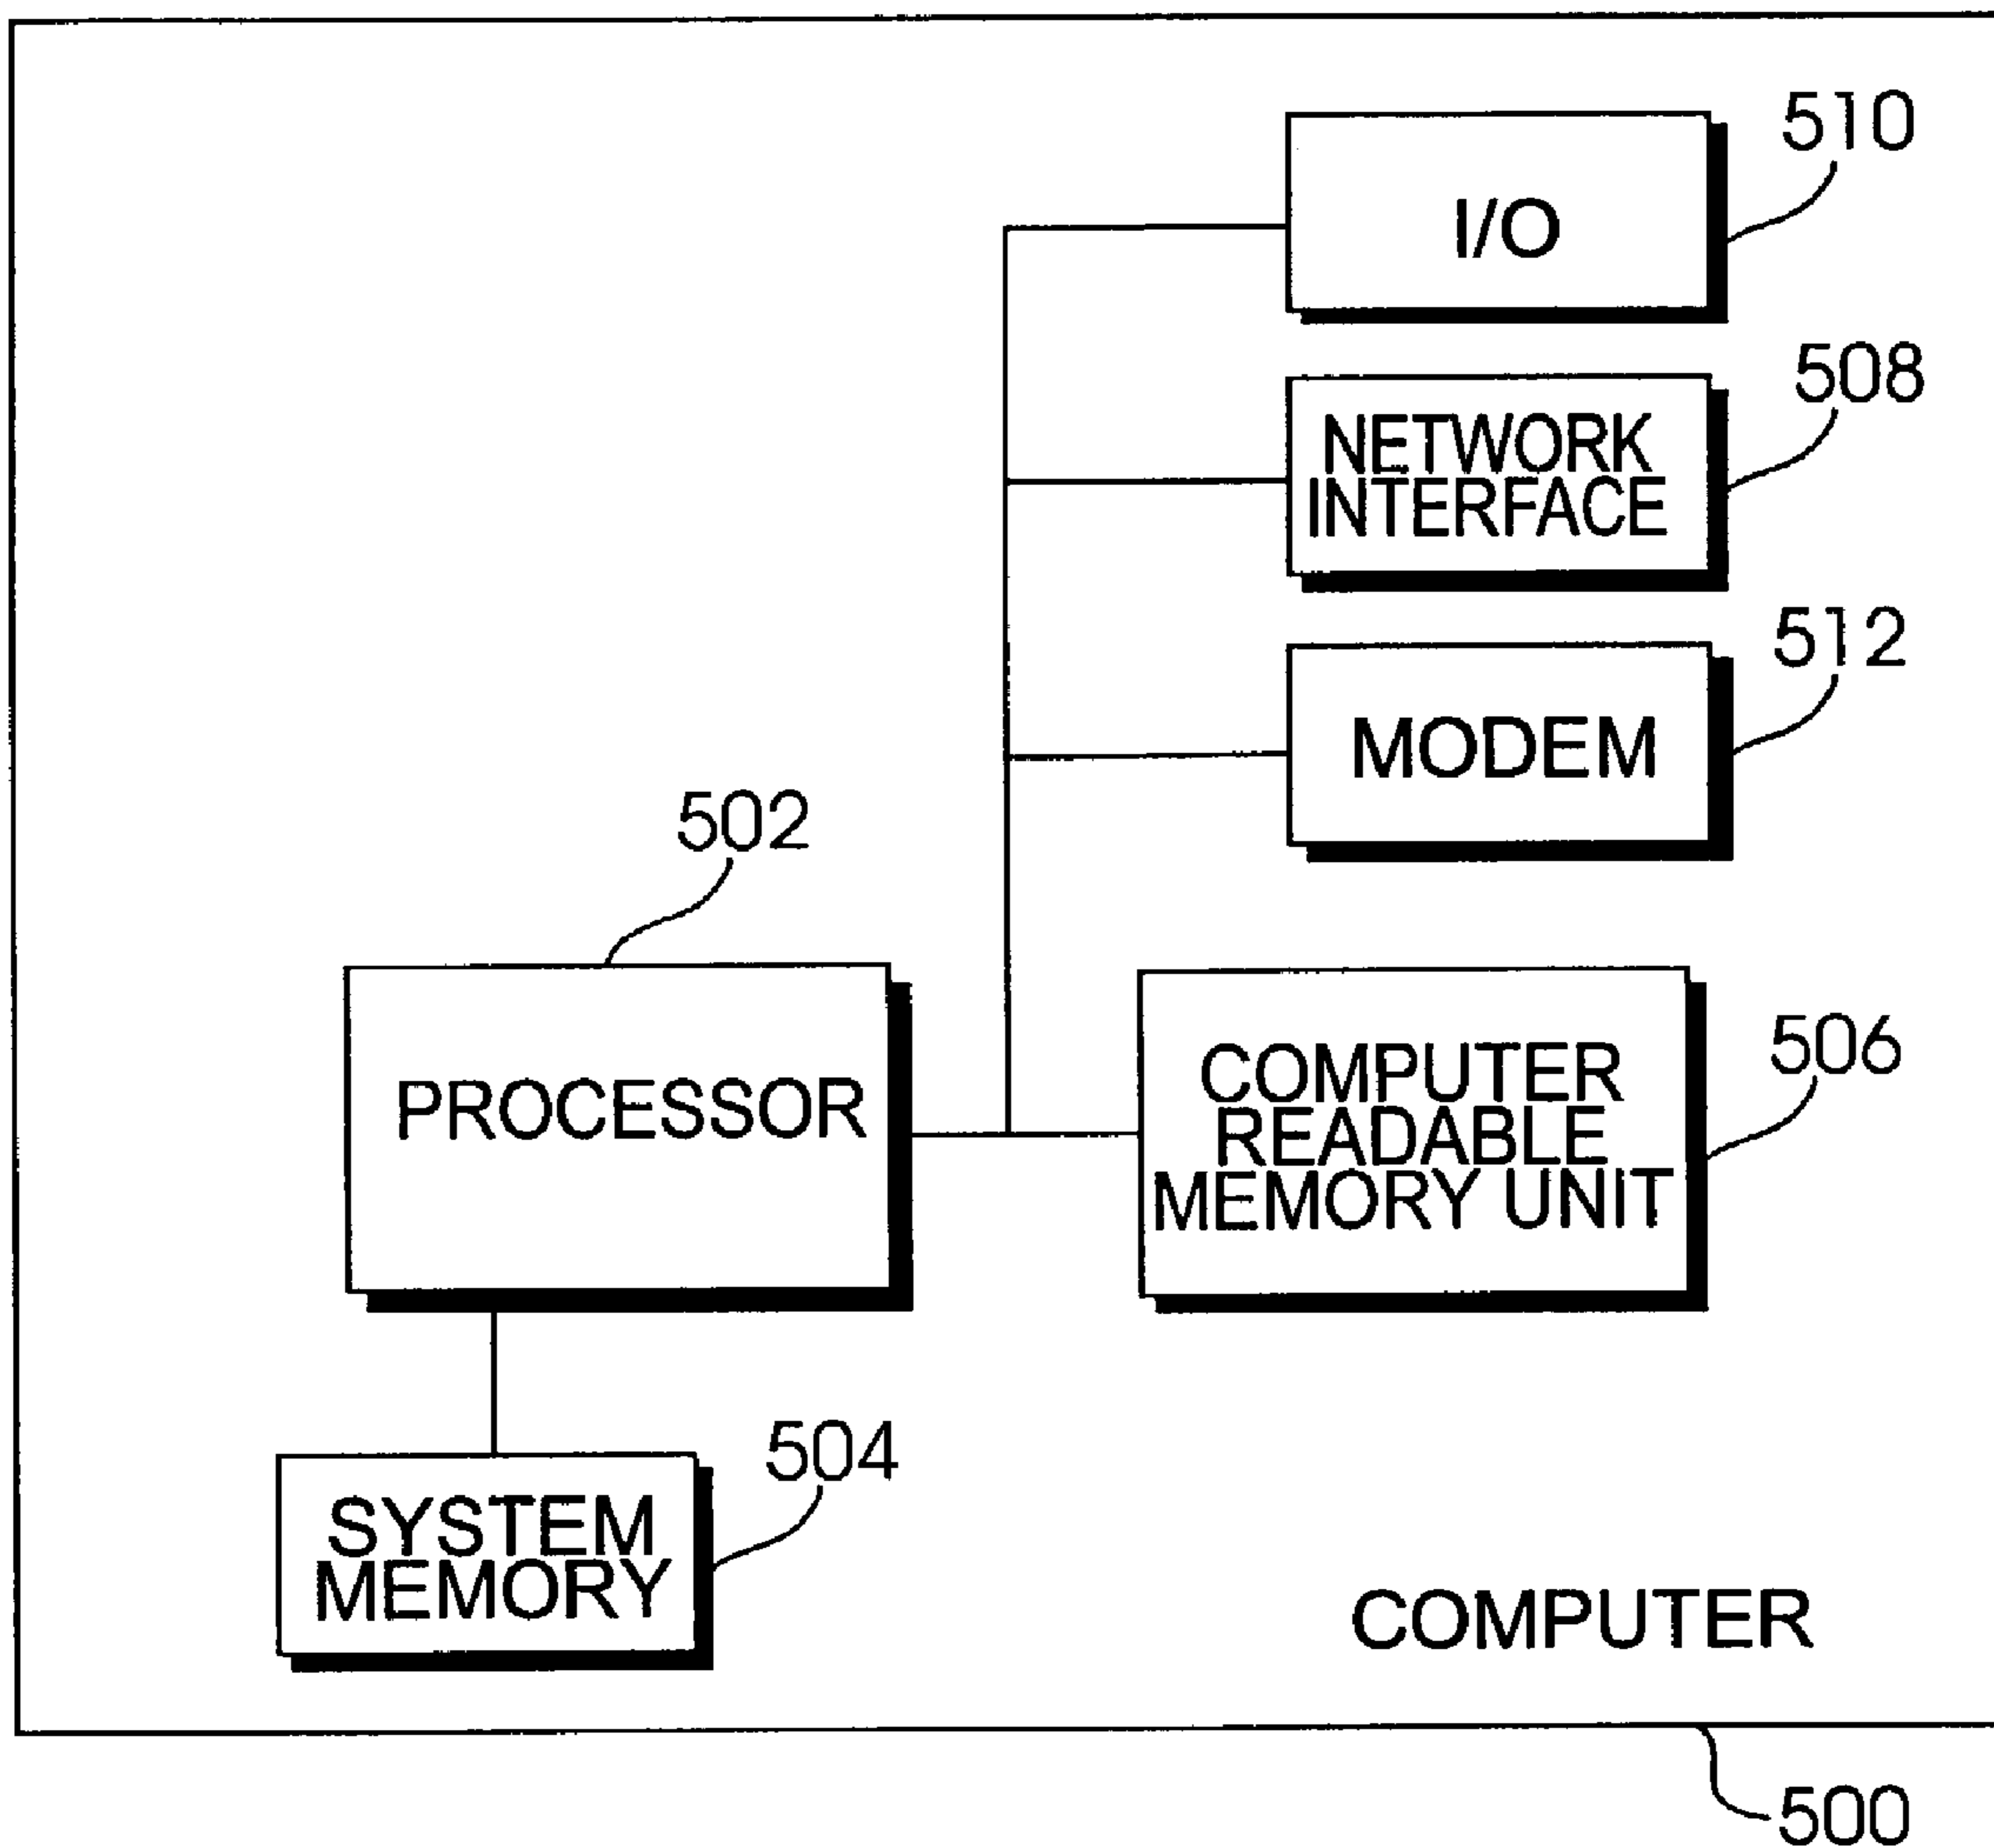 510
I/O
508
NETWORK
INTERFACE
512
MODEM
502
PROCESSOR
COMPUTER
READABLE
MEMORY UNIT
506
504
SYSTEM
MEMORY
COMPUTER
500